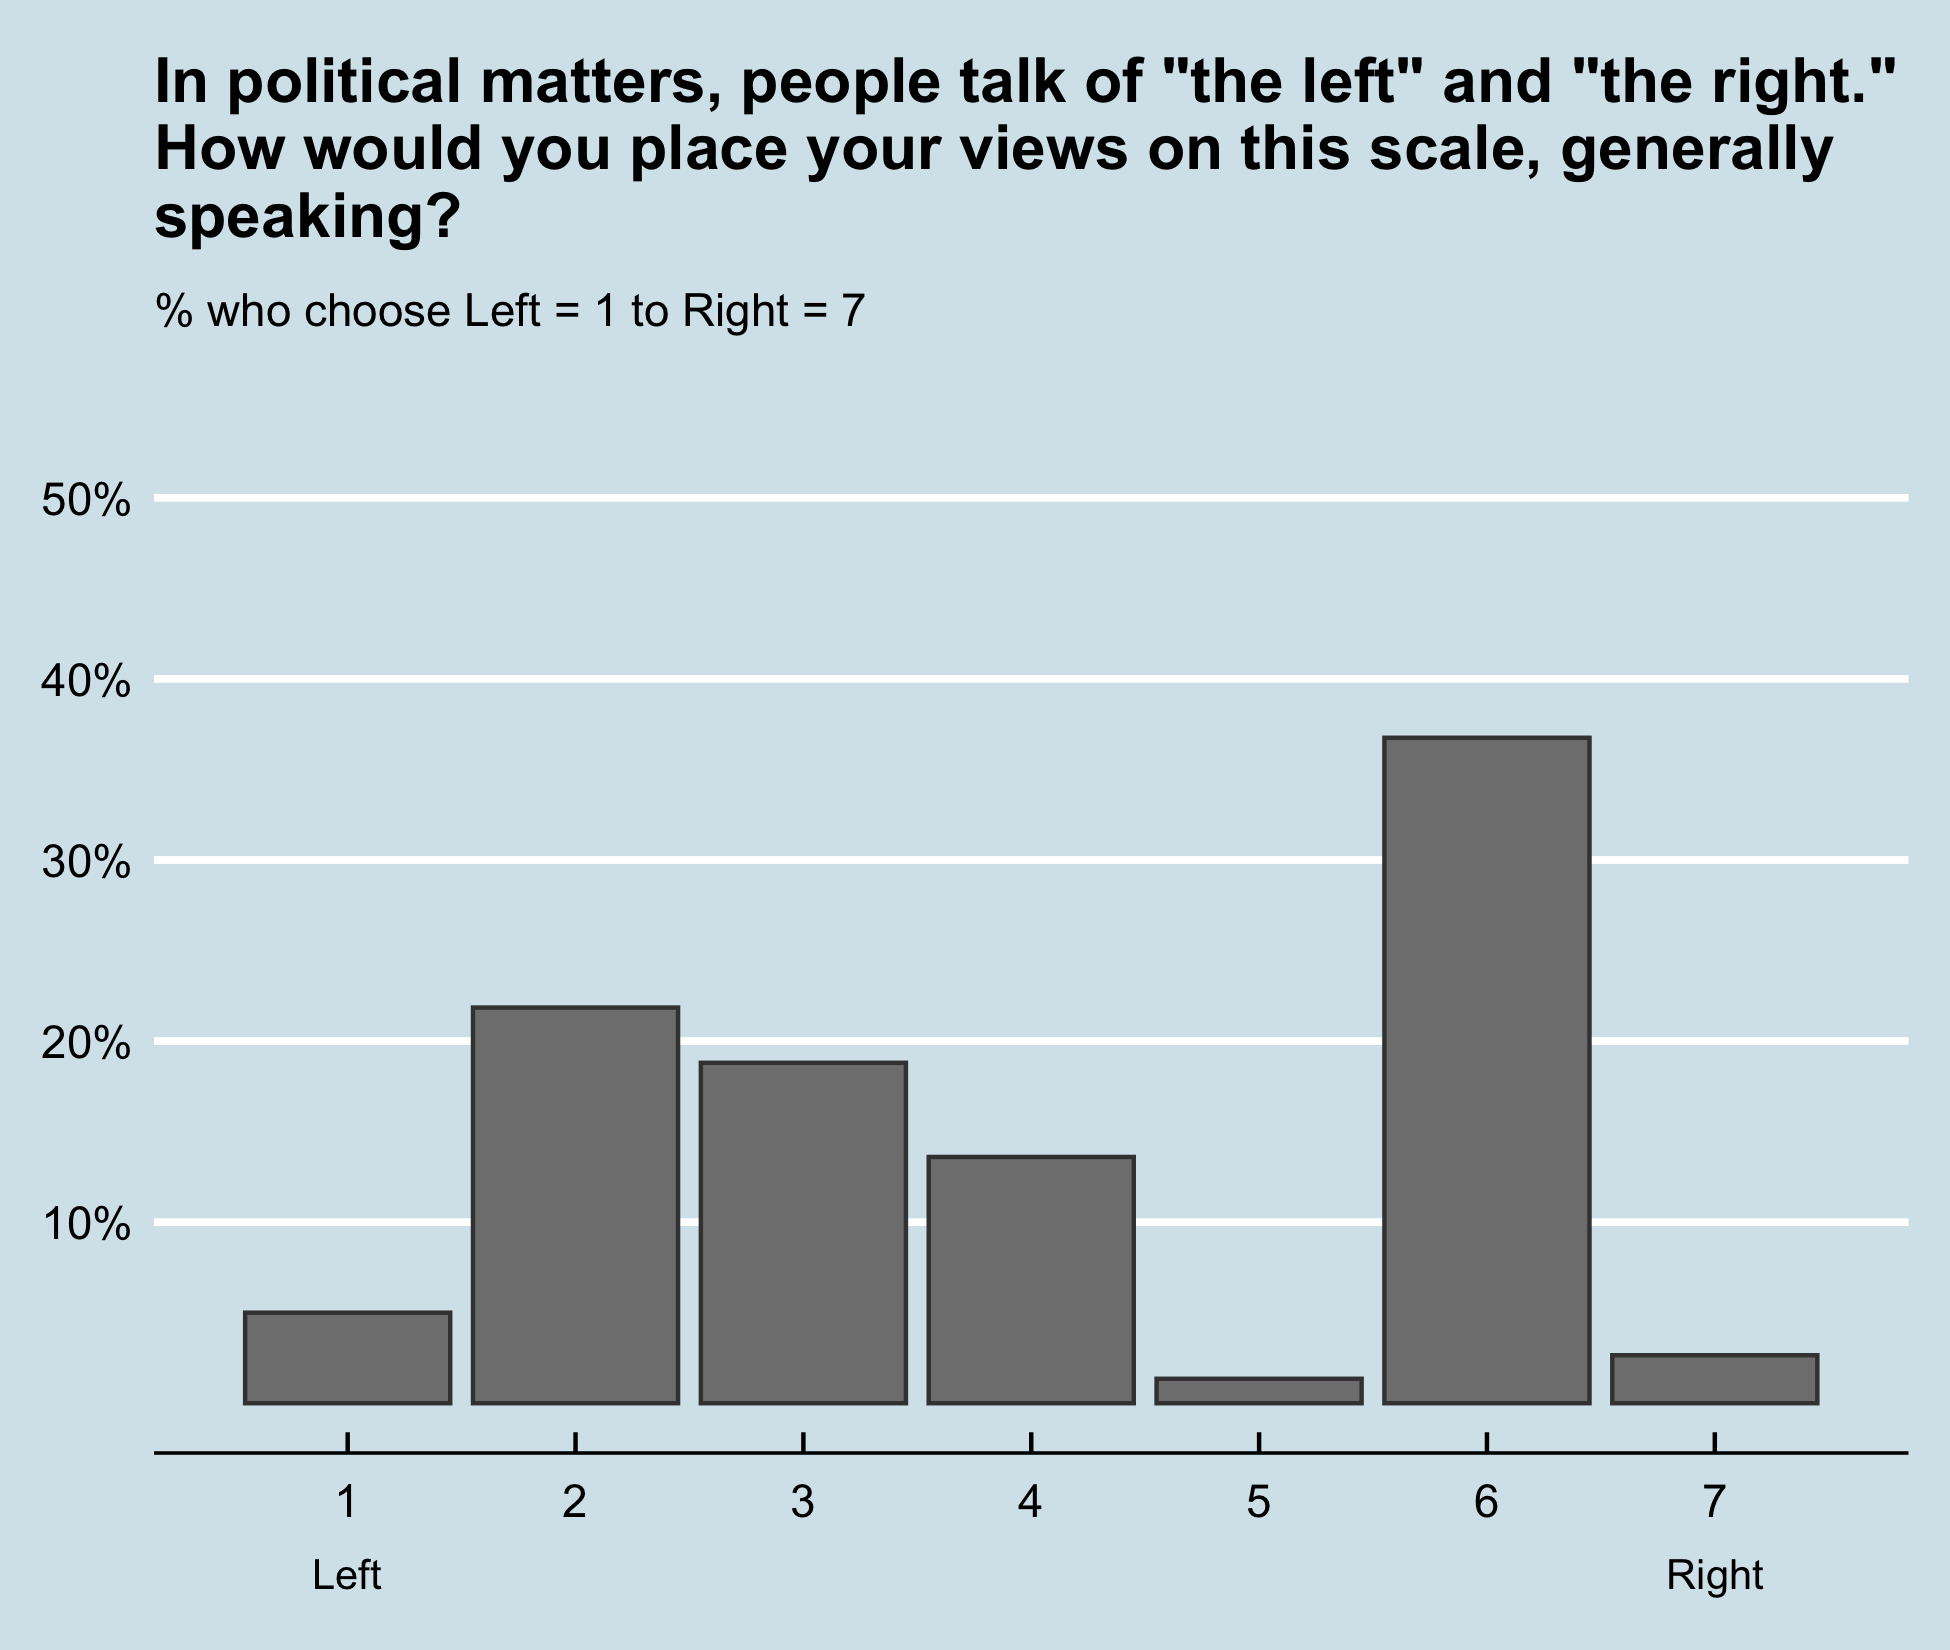 In political matters, people talk of "the left" and "the right."
How would you place your views on this scale, generally
speaking?
% who choose Left = 1 to Right = 7
50%
40%
30%
20%
10%
1 2 3 4 5 6 7
Left Right